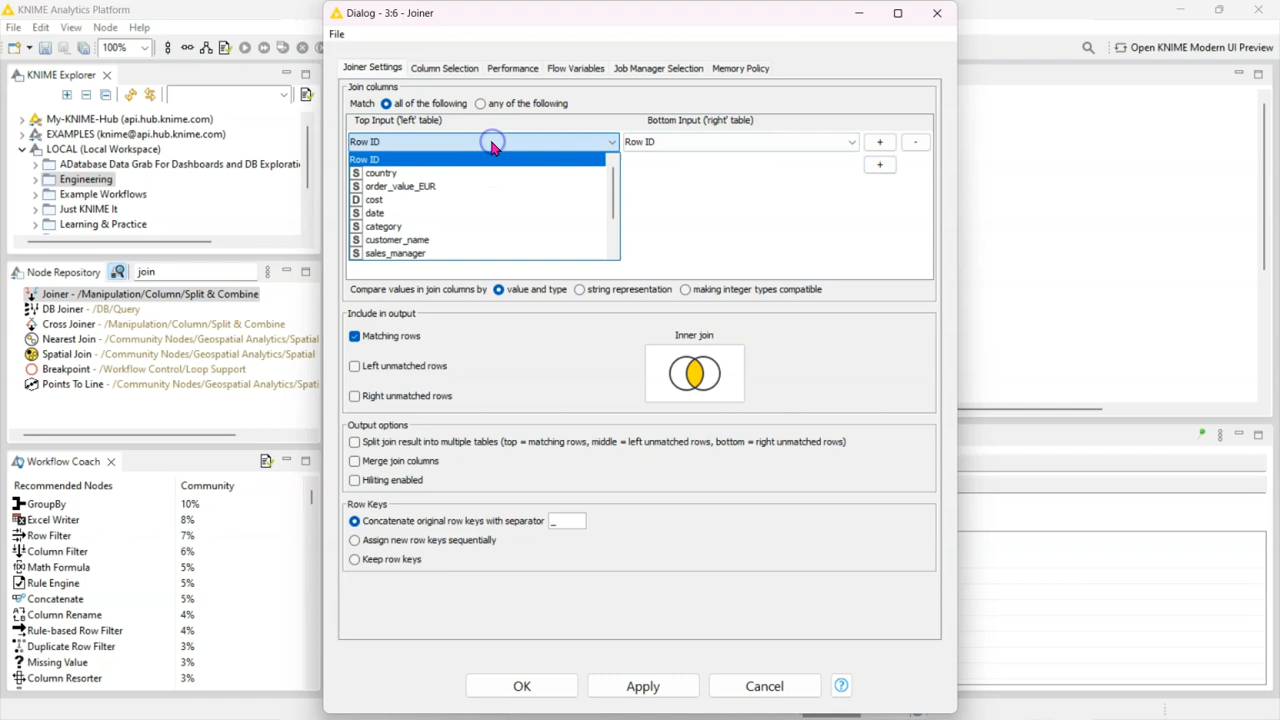 KNIME Analytics Platform
File Edit View Node Help
100%
Open KNIME Modern UI Preview
KNIME Explorer
My-KNIME-Hub (api.hub.knime.com)
EXAMPLES (knime@api.hub.knime.com)
LOCAL (Local Workspace)
ADatabase Data Grab For Dashboards and DB Exploratio
Engineering
Example Workflows
Just KNIME It
Learning & Practice
Node Repository join
Joiner - /Manipulation/Column/Split & Combine
DB Joiner - /DB/Query
Cross Joiner - /Manipulation/Column/Split & Combine
Nearest Join - /Community Nodes/Geospatial Analytics/Spatial
Spatial Join - /Community Nodes/Geospatial Analytics/Spatial
Breakpoint - /Workflow Control/Loop Support
Points To Line - /Community Nodes/Geospatial Analytics/Spati
Workflow Coach
Recommended Nodes Community
GroupBy 10%
Excel Writer 8%
Row Filter 7%
Column Filter 6%
Math Formula 5%
Rule Engine 5%
Concatenate 5%
Column Rename 4%
Rule-based Row Filter 4%
Duplicate Row Filter 3%
Missing Value 3%
Column Resorter 3%
Dialog - 3:6 - Joiner
File
Joiner Settings Column Selection Performance Flow Variables Job Manager Selection Memory Policy
Join columns
Match all of the following any of the following
Top Input ('left' table) Bottom Input ('right' table)
Row ID Row ID + -
Row ID +
S country
S order_value_EUR
D cost
S date
S category
S customer_name
S sales_manager
Compare values in join columns by value and type string representation making integer types compatible
Include in output
Matching rows Inner join
Left unmatched rows
Right unmatched rows
Output options
Split join result into multiple tables (top = matching rows, middle = left unmatched rows, bottom = right unmatched rows)
Merge join columns
Hiliting enabled
Row Keys
Concatenate original row keys with separator _
Assign new row keys sequentially
Keep row keys
OK Apply Cancel ?